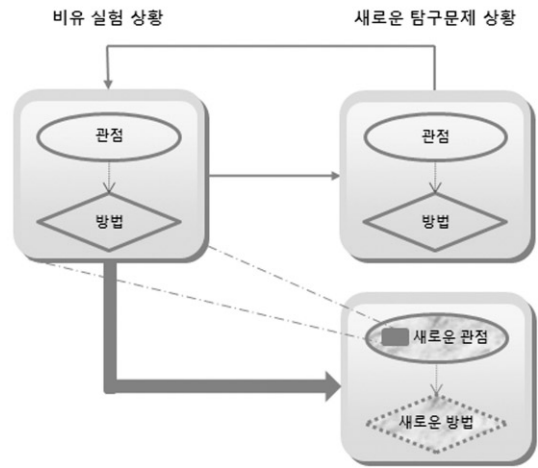 비유 실험 상황
새로운 탐구문제 상황
관점
방법
관점
방법
새로운 관점
새로운 방법